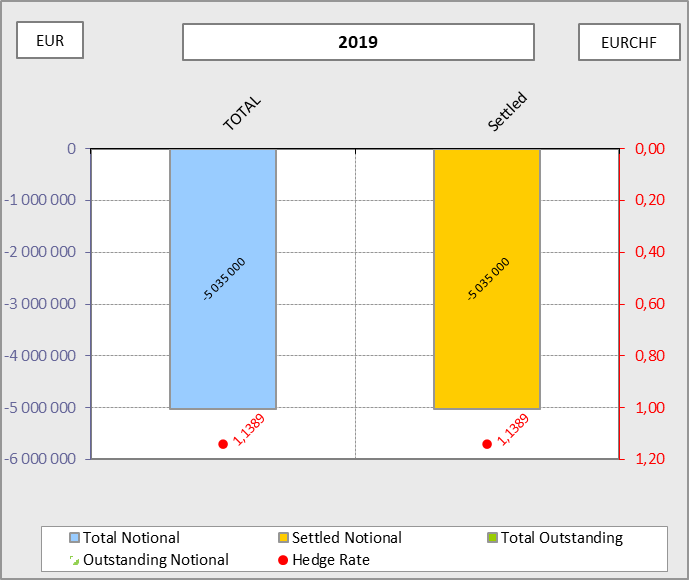 EUR
2019
EURCHF
TOTAL
Settled
0
-1 000 000
-2 000 000
-3 000 000
-4 000 000
-5 000 000
-6 000 000
-5 035 000
-5 035 000
1,1389
1,1389
0,00
0,20
0,40
0,60
0,80
1,00
1,20
Total Notional
Settled Notional
Total Outstanding
Outstanding Notional
Hedge Rate